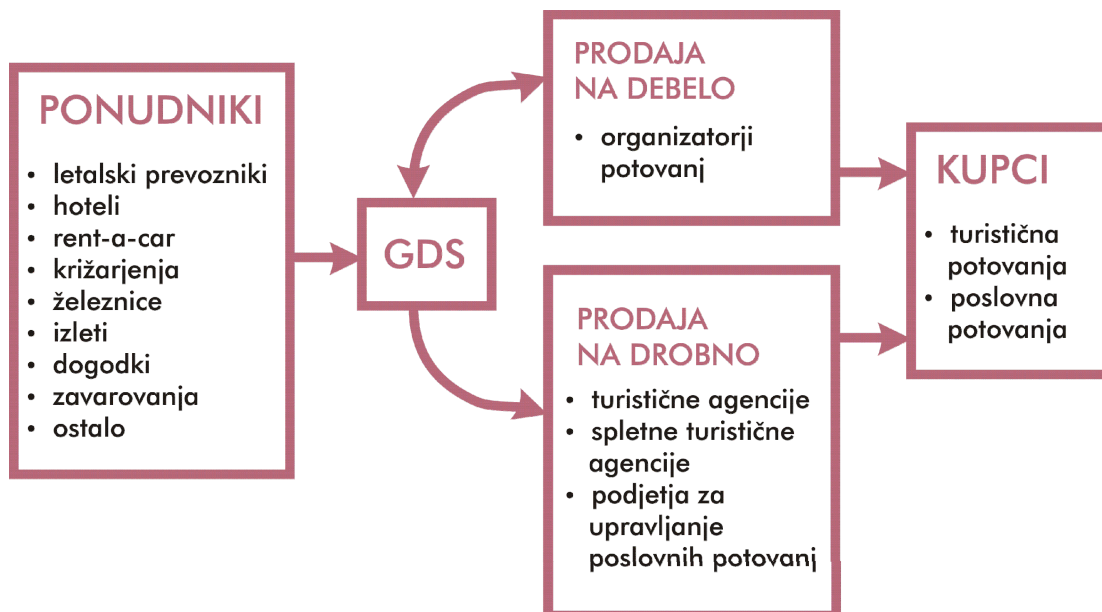 PONUDNIKI
• letalski prevozniki
• hoteli
• rent-a-car
• križarjenja
• železnice
• izleti
• dogodki
• zavarovanja
• ostalo
GDS
PRODAJA
NA DEBELO
• organizatorji
potovanj
PRODAJA
NA DROBNO
• turistične agencije
• spletne turistične
agencije
• podjetja za
upravljanje
poslovnih potovanj
KUPCI
• turistična
potovanja
• poslovna
potovanja